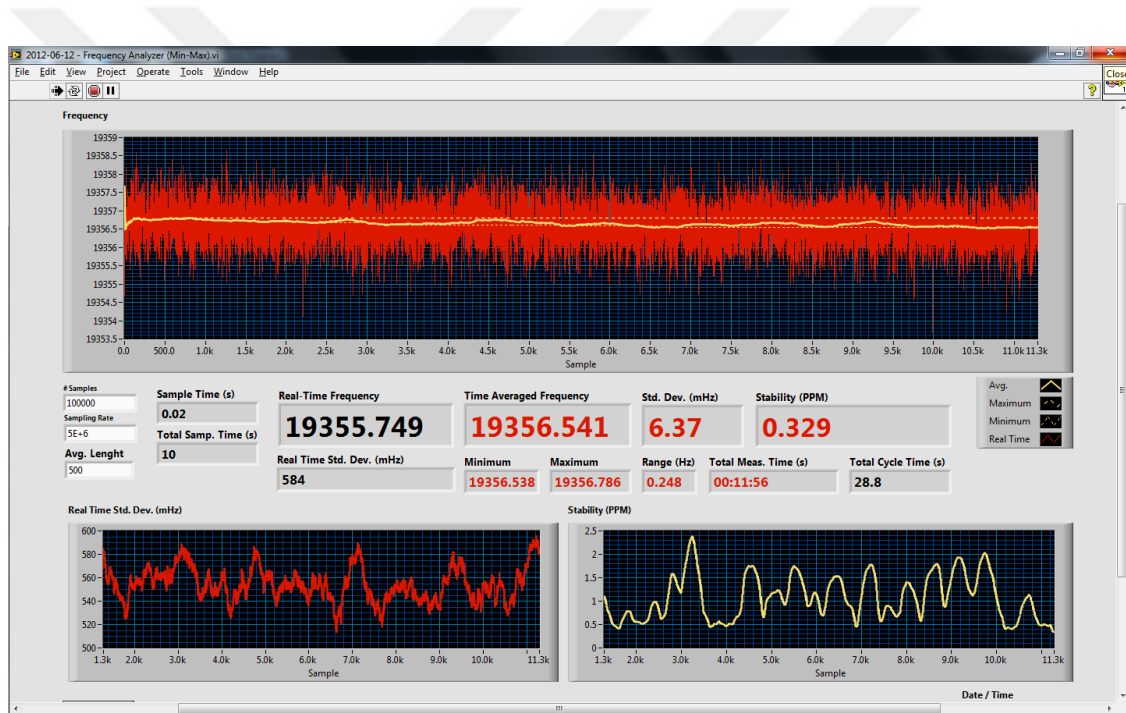 2012-06-12 - Frequency Analyzer (Min-Max).vi
File Edit View Project Operate Tools Window Help
Close
1
Frequency
19359
19358.5
19358
19357.5
19357
19356.5
19356
19355.5
19355
19354.5
19354
19353.5
0.0 500.0 1.0k 1.5k 2.0k 2.5k 3.0k 3.5k 4.0k 4.5k 5.0k 5.5k 6.0k 6.5k 7.0k 7.5k 8.0k 8.5k 9.0k 9.5k 10.0k 10.5k 11.0k 11.3k
Sample
# Samples
100000
Sampling Rate
5E+6
Avg. Lenght
500
Sample Time (s)
0.02
Total Samp. Time (s)
10
Real-Time Frequency
19355.749
Real Time Std. Dev. (mHz)
584
Time Averaged Frequency
19356.541
Std. Dev. (mHz)
6.37
Stability (PPM)
0.329
Minimum
19356.538
Maximum
19356.786
Range (Hz)
0.248
Total Meas. Time (s)
00:11:56
Total Cycle Time (s)
28.8
Avg.
Maximum
Minimum
Real Time
Real Time Std. Dev. (mHz)
600
580
560
540
520
500
1.3k 2.0k 3.0k 4.0k 5.0k 6.0k 7.0k 8.0k 9.0k 10.0k 11.3k
Sample
Stability (PPM)
2.5
2
1.5
1
0.5
0
1.3k 2.0k 3.0k 4.0k 5.0k 6.0k 7.0k 8.0k 9.0k 10.0k 11.3k
Sample
Date / Time